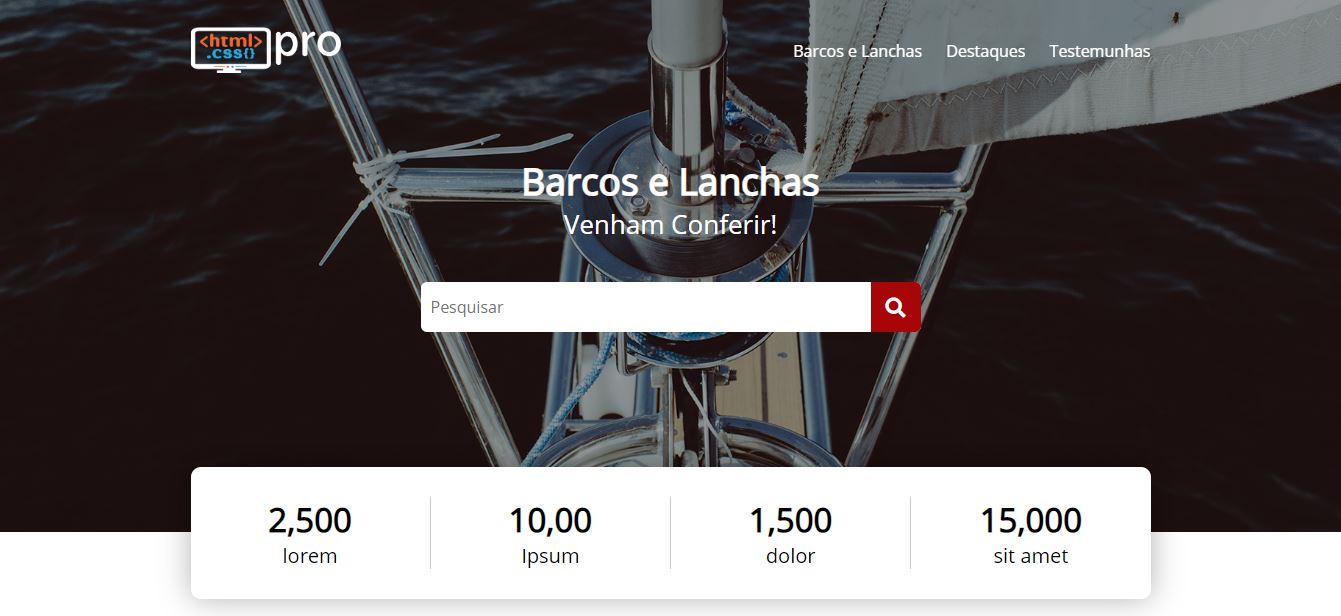 <html>
.css{}
pro
Barcos e Lanchas
Destaques
Testemunhas
Barcos e Lanchas
Venham Conferir!
Pesquisar
2,500
lorem
10,00
Ipsum
1,500
dolor
15,000
sit amet